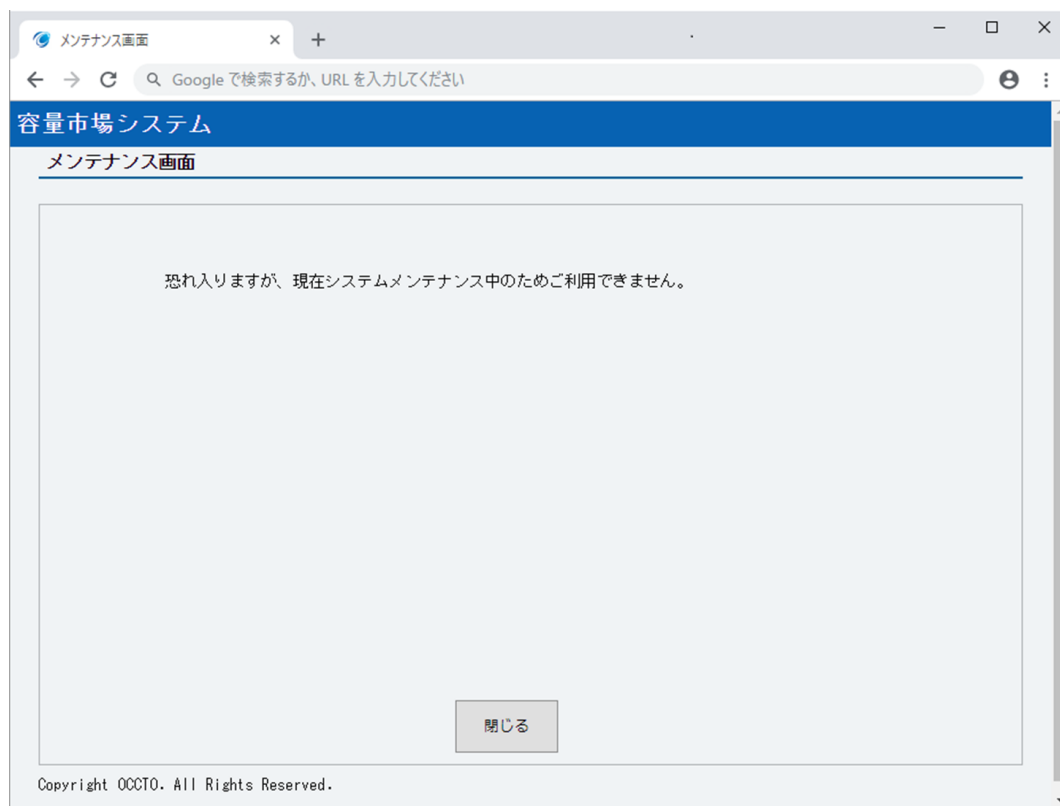 メンテナンス画面
Google で検索するか、URL を入力してください
容量市場システム
メンテナンス画面
恐れ入りますが、現在システムメンテナンス中のためご利用できません。
閉じる
Copyright OCCTO. All Rights Reserved.